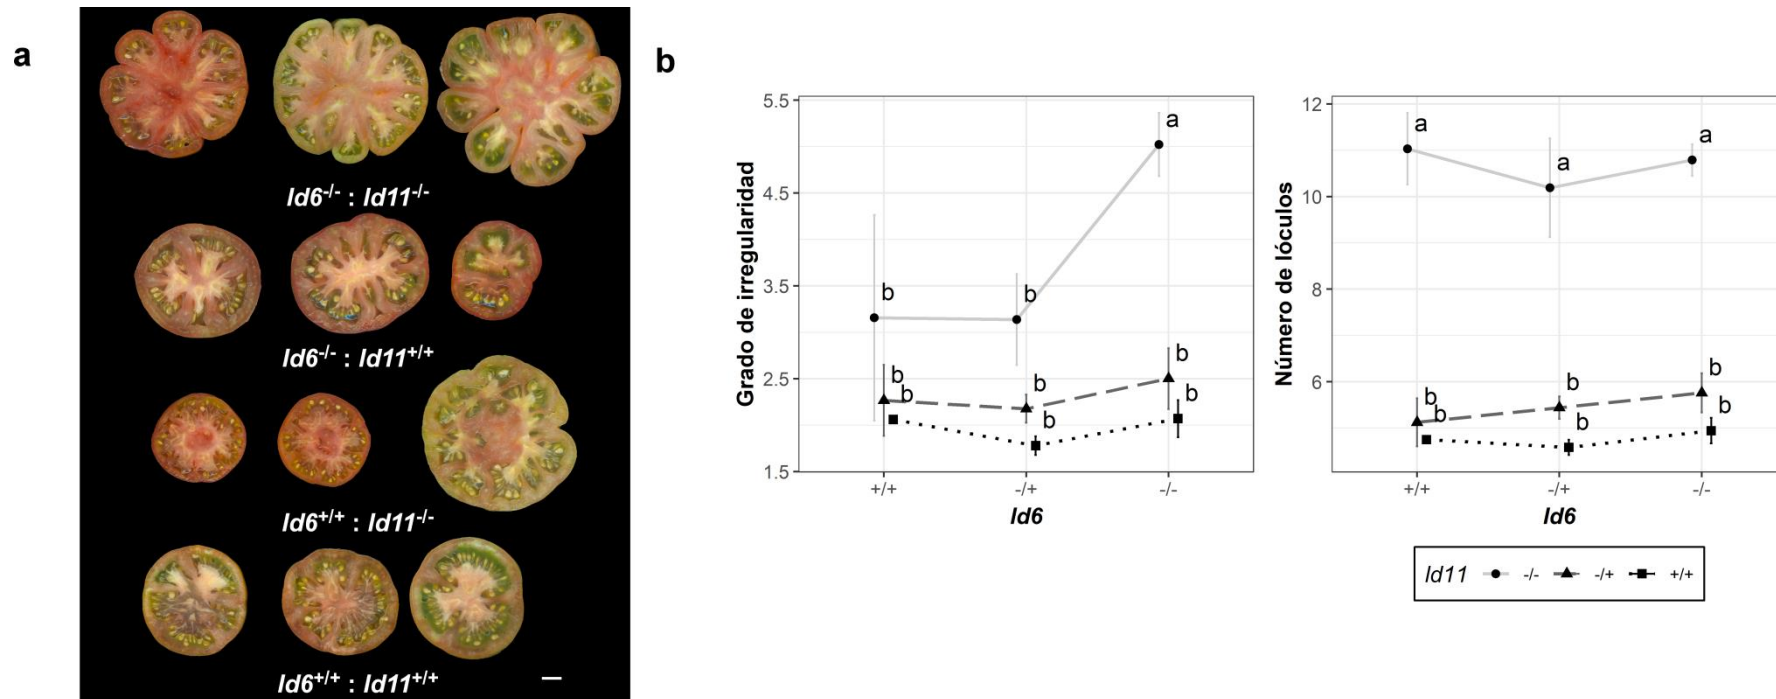 a
ld6-/- : ld11-/-
ld6-/- : ld11+/+
ld6+/+ : ld11-/-
ld6+/+ : ld11+/+
b
Grado de irregularidad
5.5
4.5
3.5
2.5
1.5
b
b
a
b
b
b
b
b
b
+/+
-/+
-/-
ld6
Número de lóculos
12
10
8
6
a
a
a
b
b
b
b
b
b
+/+
-/+
-/-
ld6
ld11 -/- -/+ +/+